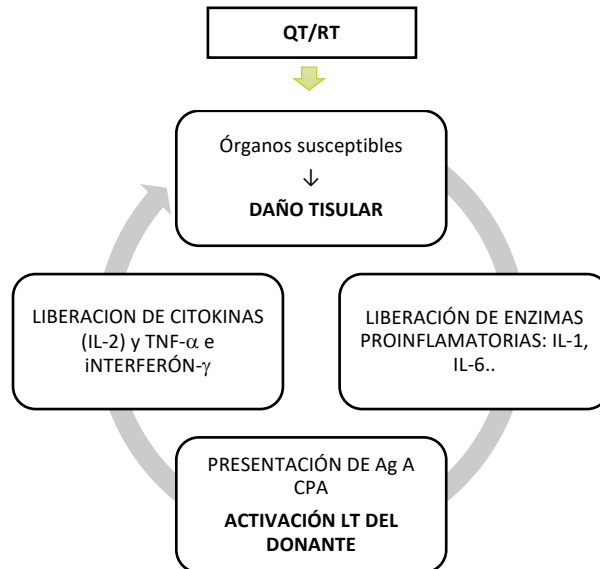 QT/RT
Órganos susceptibles
↓
DAÑO TISULAR
LIBERACION DE CITOKINAS
(IL-2) y TNF-α e
iNTERFERÓN-γ
LIBERACIÓN DE ENZIMAS
PROINFLAMATORIAS: IL-1,
IL-6..
PRESENTACIÓN DE Ag A
CPA
ACTIVACIÓN LT DEL
DONANTE